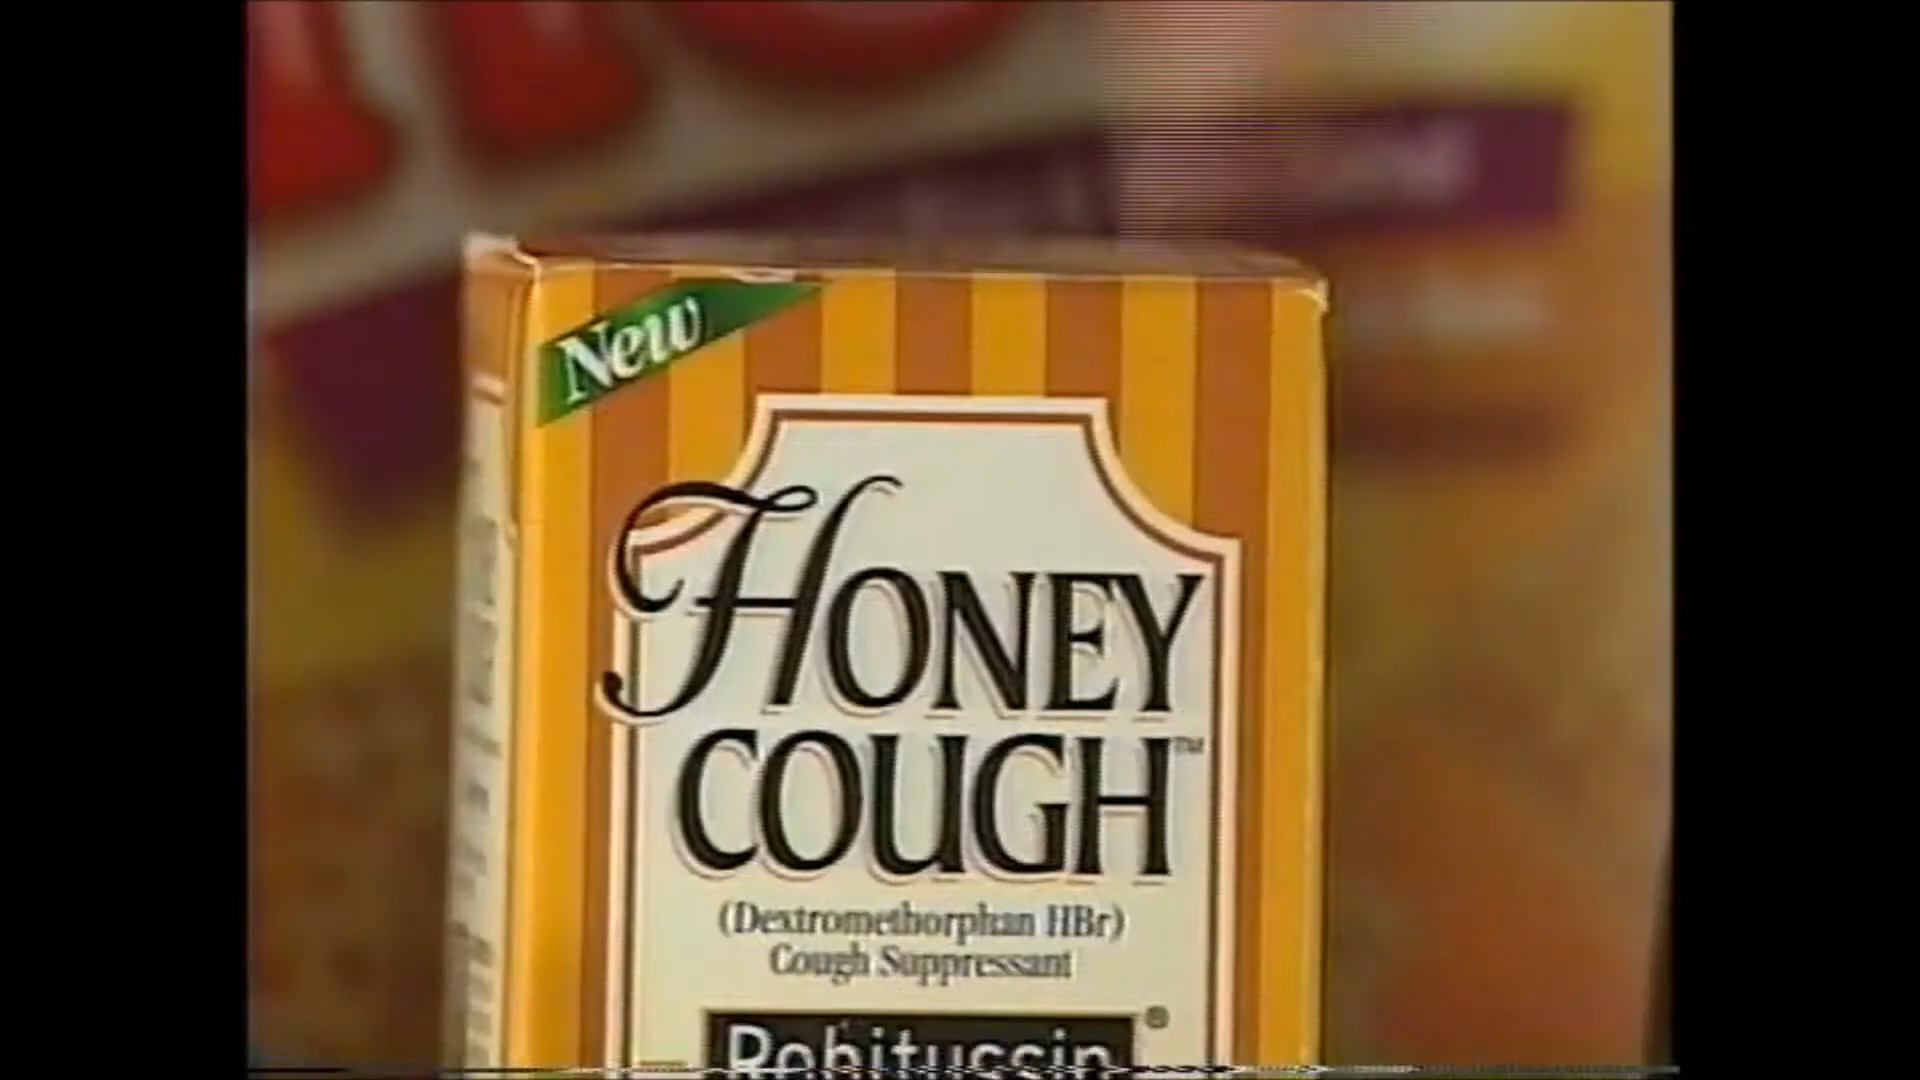 New
HONEY
COUGH™
(Dextromethorphan HBr)
Cough Suppressant
Robitussin®